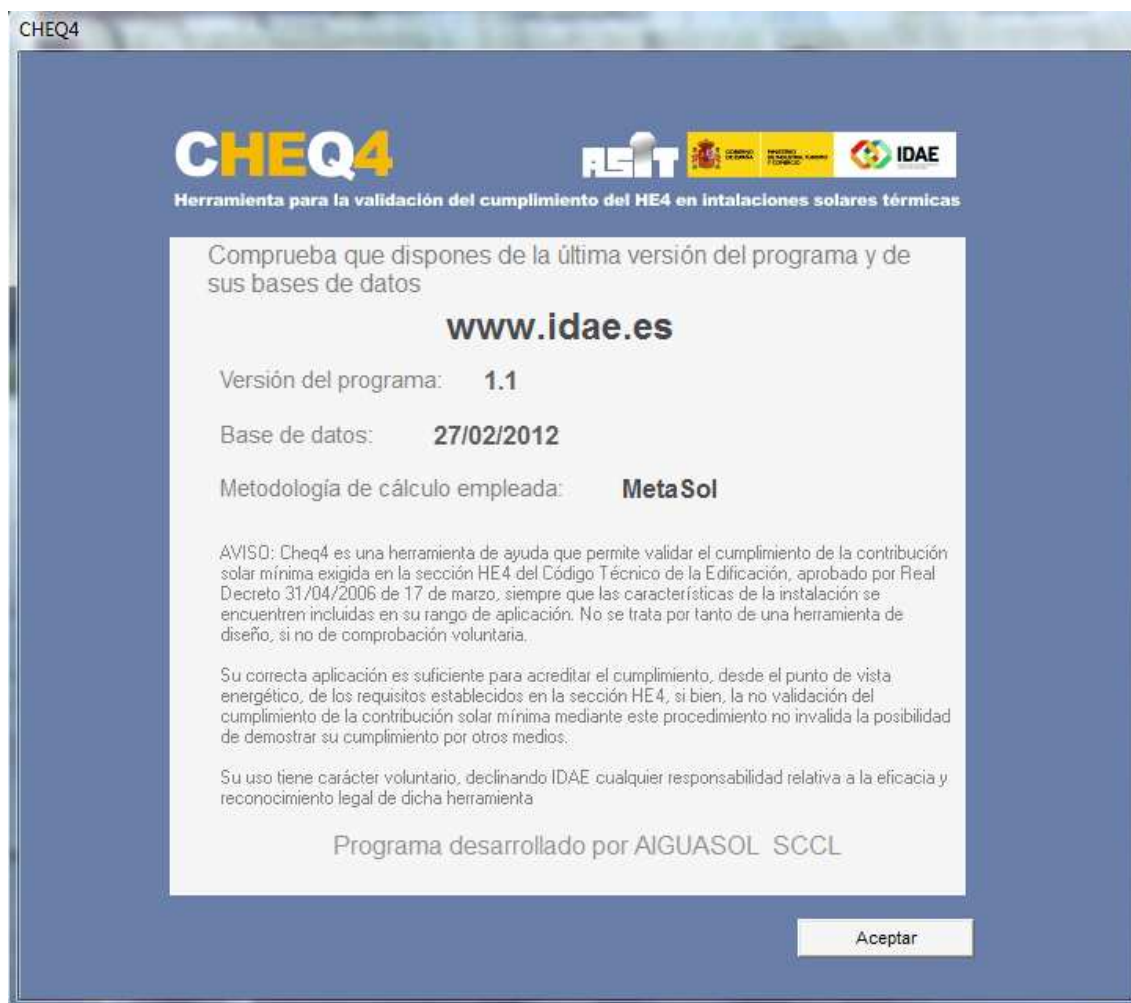 CHEQ4
CHEQ4
ASIT
GOBIERNO DE ESPAÑA
MINISTERIO DE INDUSTRIA, TURISMO Y COMERCIO
IDAE
Herramienta para la validación del cumplimiento del HE4 en intalaciones solares térmicas
Comprueba que dispones de la última versión del programa y de
sus bases de datos
www.idae.es
Versión del programa: 1.1
Base de datos: 27/02/2012
Metodología de cálculo empleada: MetaSol
AVISO: Cheq4 es una herramienta de ayuda que permite validar el cumplimiento de la contribución
solar mínima exigida en la sección HE4 del Código Técnico de la Edificación, aprobado por Real
Decreto 31/04/2006 de 17 de marzo, siempre que las características de la instalación se
encuentren incluidas en su rango de aplicación. No se trata por tanto de una herramienta de
diseño, si no de comprobación voluntaria.
Su correcta aplicación es suficiente para acreditar el cumplimiento, desde el punto de vista
energético, de los requisitos establecidos en la sección HE4, si bien, la no validación del
cumplimiento de la contribución solar mínima mediante este procedimiento no invalida la posibilidad
de demostrar su cumplimiento por otros medios.
Su uso tiene carácter voluntario, declinando IDAE cualquier responsabilidad relativa a la eficacia y
reconocimiento legal de dicha herramienta
Programa desarrollado por AIGUASOL SCCL
Aceptar